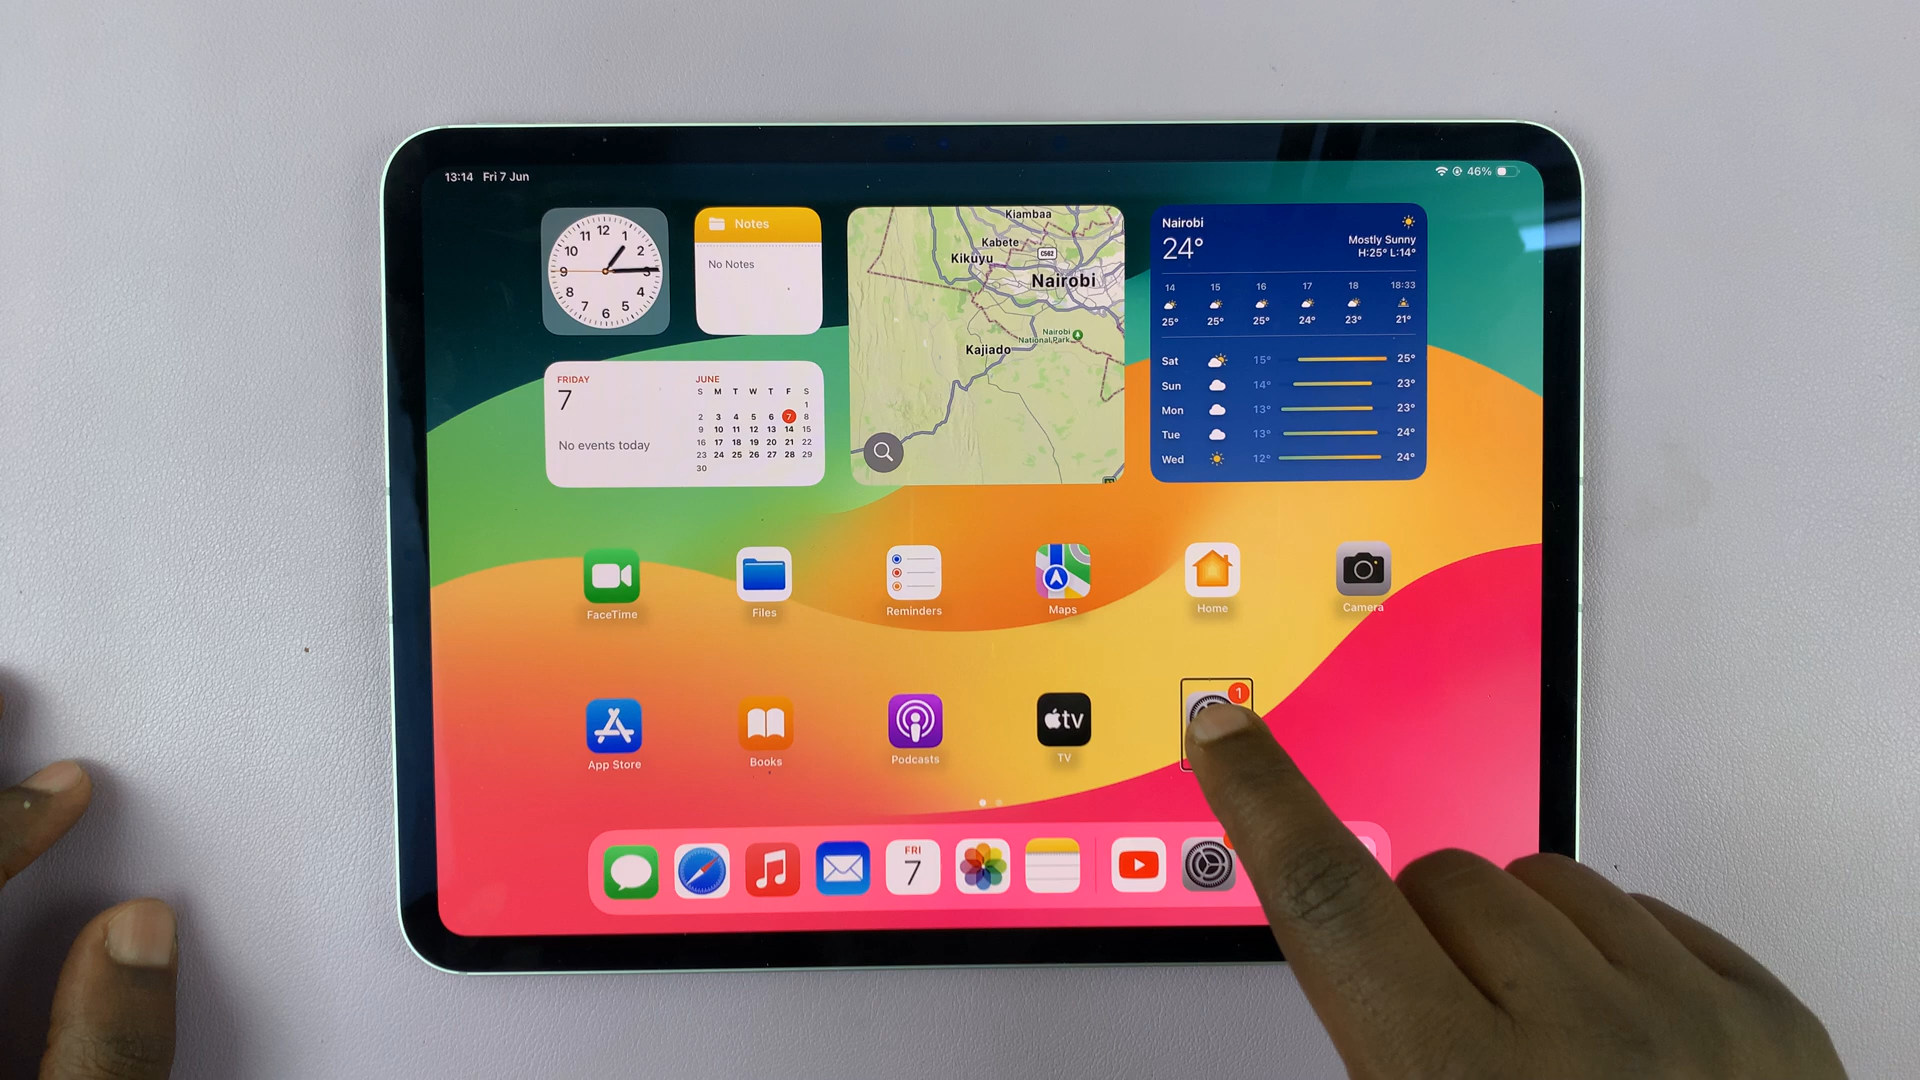 13:14 Fri 7 Jun
46%
12
1
2
3
4
5
6
7
8
9
10
11
Notes
No Notes
Kiambaa
Kabete
C562
Kikuyu
Nairobi
Nairobi
National Park
Kajiado
Nairobi
24°
Mostly Sunny
H:25° L:14°
14 15 16 17 18 18:33
25° 25° 25° 24° 23° 21°
Sat 15° 25°
Sun 14° 23°
Mon 13° 23°
Tue 13° 24°
Wed 12° 24°
FRIDAY
7
No events today
JUNE
S M T W T F S
1
2 3 4 5 6 7 8
9 10 11 12 13 14 15
16 17 18 19 20 21 22
23 24 25 26 27 28 29
30
FaceTime
Files
Reminders
Maps
Home
Camera
App Store
Books
Podcasts
tv
TV
1
FRI
7